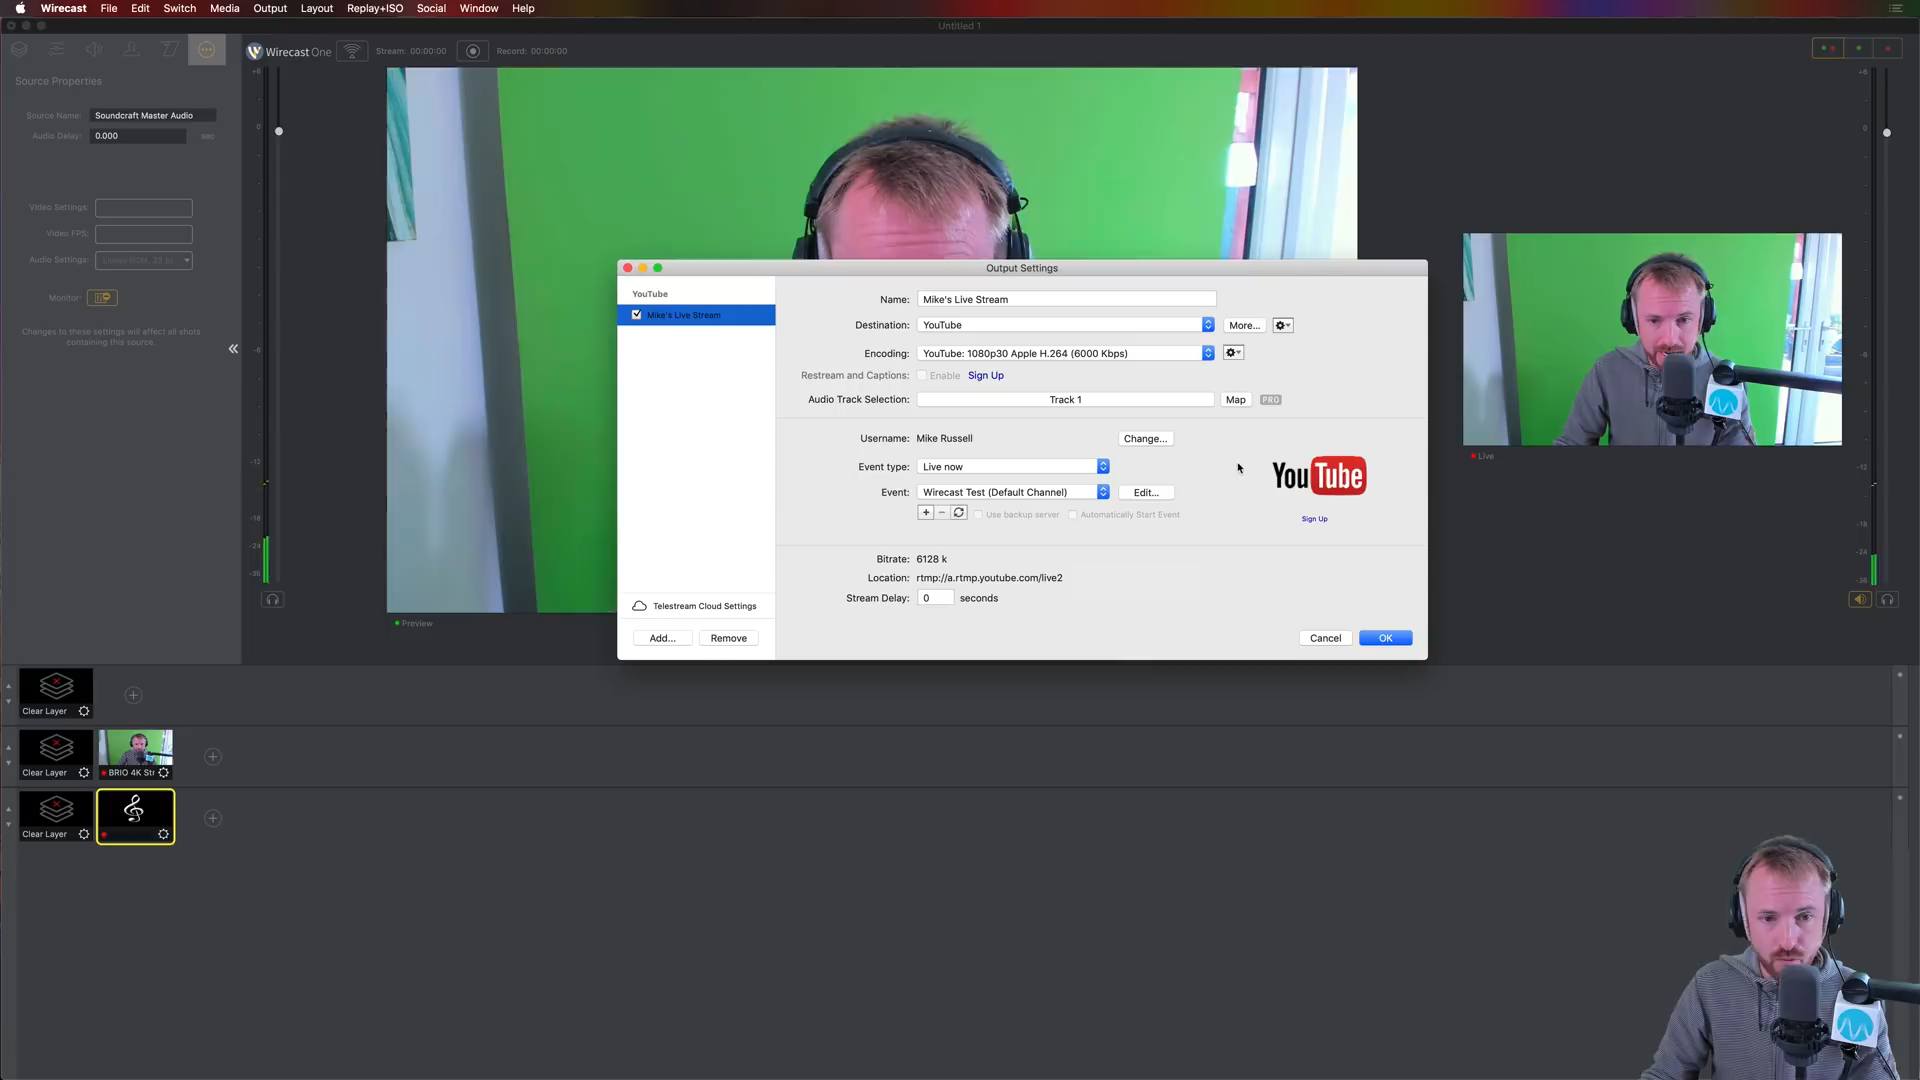 Wirecast File Edit Switch Media Output Layout Replay+ISO Social Window Help
Untitled 1
Wirecast One Stream: 00:00:00 Record: 00:00:00
Source Properties
Source Name: Soundcraft Master Audio
Audio Delay: 0.000 sec
Video Settings:
Video FPS:
Audio Settings:
Monitor:
Changes to these settings will affect all shots
containing this source.
Preview
Live
Output Settings
YouTube
Mike's Live Stream
Telestream Cloud Settings
Add... Remove
Name: Mike's Live Stream
Destination: YouTube More...
Encoding: YouTube: 1080p30 Apple H.264 (6000 Kbps)
Restream and Captions: Enable Sign Up
Audio Track Selection: Track 1 Map PRO
Username: Mike Russell Change...
Event type: Live now
Event: Wirecast Test (Default Channel) Edit...
+ − Use backup server Automatically Start Event
YouTube
Sign Up
Bitrate: 6128 k
Location: rtmp://a.rtmp.youtube.com/live2
Stream Delay: 0 seconds
Cancel OK
Clear Layer
Clear Layer BRIO 4K Str
Clear Layer